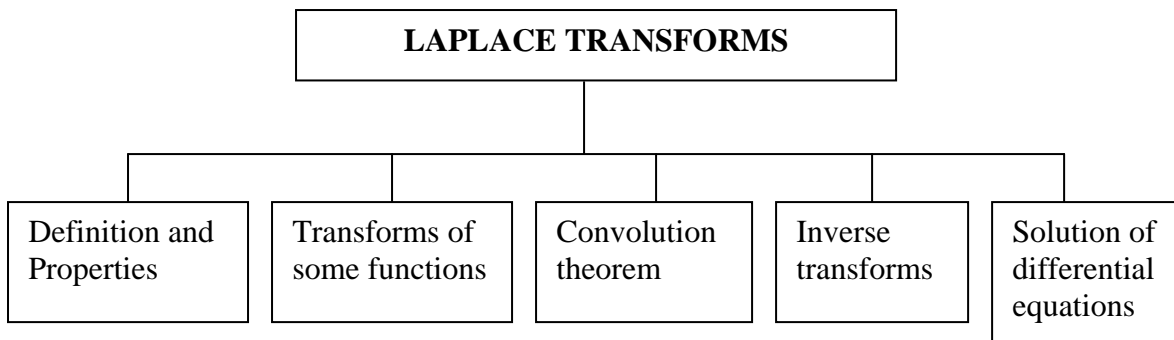 LAPLACE TRANSFORMS
Definition and
Properties
Transforms of
some functions
Convolution
theorem
Inverse
transforms
Solution of
differential
equations